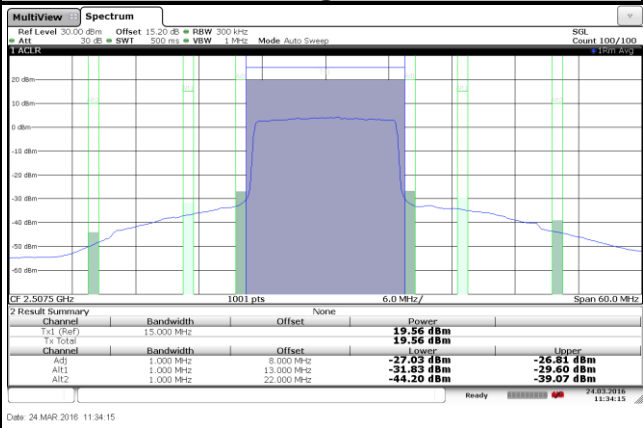 MultiView Spectrum
Ref Level 30.00 dBm Offset 15.20 dB RBW 300 kHz SGL
Att 30 dB SWT 500 ms VBW 1 MHz Mode Auto Sweep Count 100/100
1 ACLR 1Rm Avg
20 dBm
10 dBm
0 dBm
-10 dBm
-20 dBm
-30 dBm
-40 dBm
-50 dBm
-60 dBm
CF 2.5075 GHz 1001 pts 6.0 MHz/ Span 60.0 MHz
2 Result Summary None
Channel Bandwidth Offset Power
Tx1 (Ref) 15.000 MHz 19.56 dBm
Tx Total 19.56 dBm
Channel Bandwidth Offset Lower Upper
Adj 1.000 MHz 8.000 MHz -27.03 dBm -26.81 dBm
Alt1 1.000 MHz 13.000 MHz -31.83 dBm -29.60 dBm
Alt2 1.000 MHz 22.000 MHz -44.20 dBm -39.07 dBm
Ready 24.03.2016
11:34:15
Date: 24.MAR.2016 11:34:15